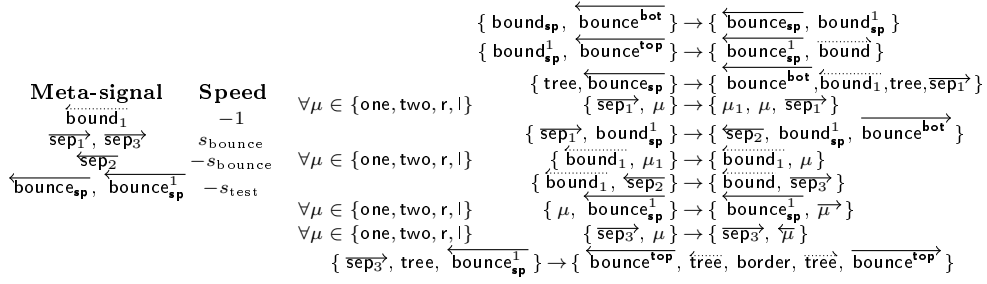 { bound_sp, ←bounce^bot } → { ←bounce_sp, bound^1_sp }
{ bound^1_sp, ←bounce^top } → { ←bounce^1_sp, bound }
{ tree, bounce_sp } → { bounce^bot, bound_1, tree, sep_1 }
Meta-signal Speed
∀μ ∈ {one, two, r, l} { sep_1, μ } → { μ_1, μ, sep_1 }
bound_1 −1
{ sep_1, bound^1_sp } → { sep_2, bound^1_sp, bounce^bot }
sep_1, sep_3 s_bounce
sep_2 −s_bounce
∀μ ∈ {one, two, r, l} { bound_1, μ_1 } → { bound_1, μ }
bounce_sp, bounce^1_sp −s_test
{ bound_1, sep_2 } → { bound, sep_3 }
∀μ ∈ {one, two, r, l} { μ, bounce^1_sp } → { bounce^1_sp, μ }
∀μ ∈ {one, two, r, l} { sep_3, μ } → { sep_3, μ }
{ sep_3, tree, bounce^1_sp } → { bounce^top, tree, border, tree, bounce^top }